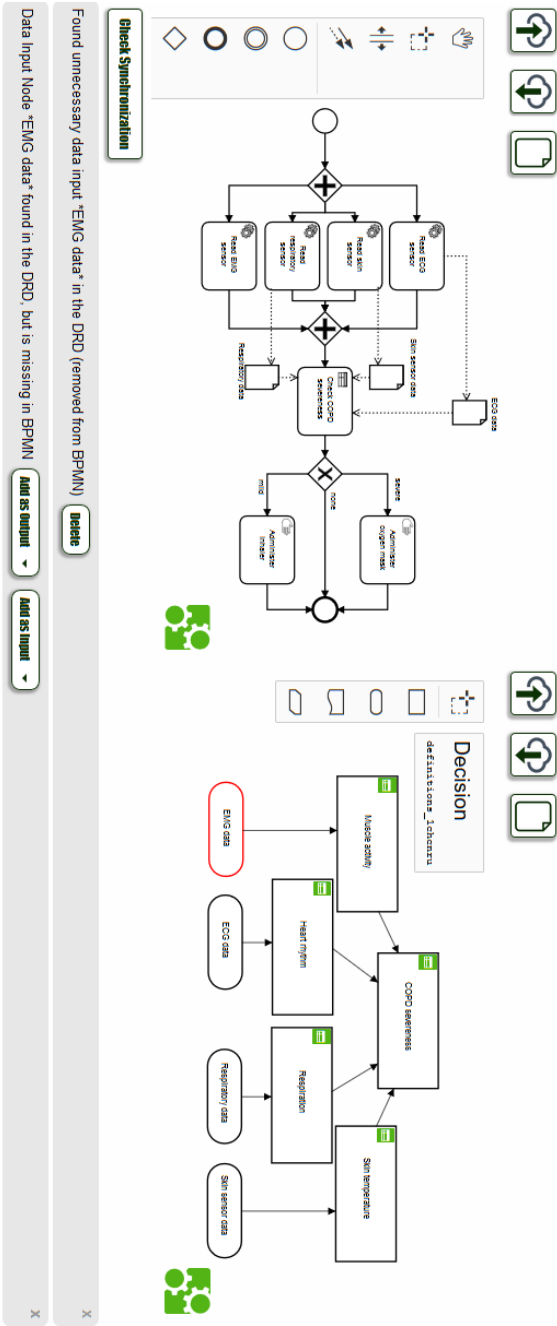 Read ECG
sensor
Read skin
sensor
Read
respiratory
sensor
Read EMG
sensor
ECG data
Skin sensor data
Respiratory data
Check COPD
severeness
severe
none
mild
Administer
oxygen mask
Administer
inhaler
Decision
definitions_1chcnru
Muscle activity
COPD severeness
Skin temperature
Heart rhythm
Respiration
EMG data
ECG data
Respiratory data
Skin sensor data
Check Synchronization
Found unnecessary data input *EMG data* in the DRD (removed from BPMN) Delete x
Data Input Node *EMG data* found in the DRD, but is missing in BPMN Add as Output Add as Input x